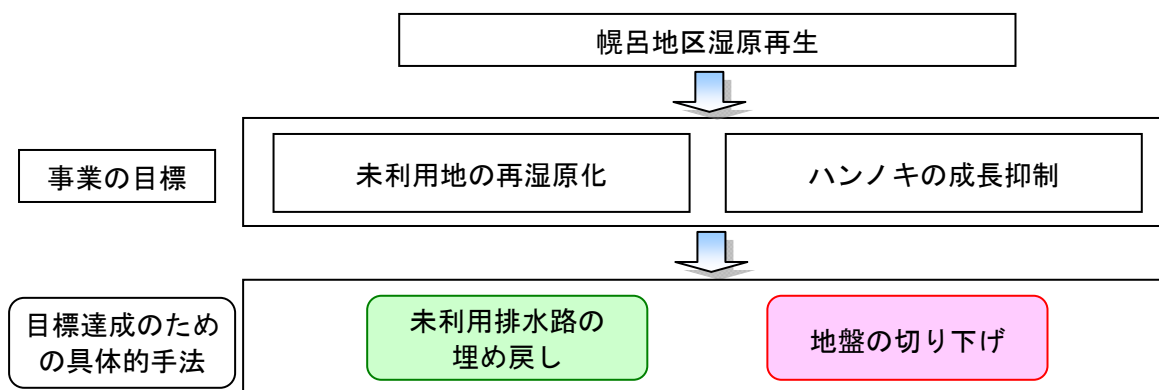 幌呂地区湿原再生
事業の目標
未利用地の再湿原化
ハンノキの成長抑制
目標達成のため
の具体的手法
未利用排水路の
埋め戻し
地盤の切り下げ